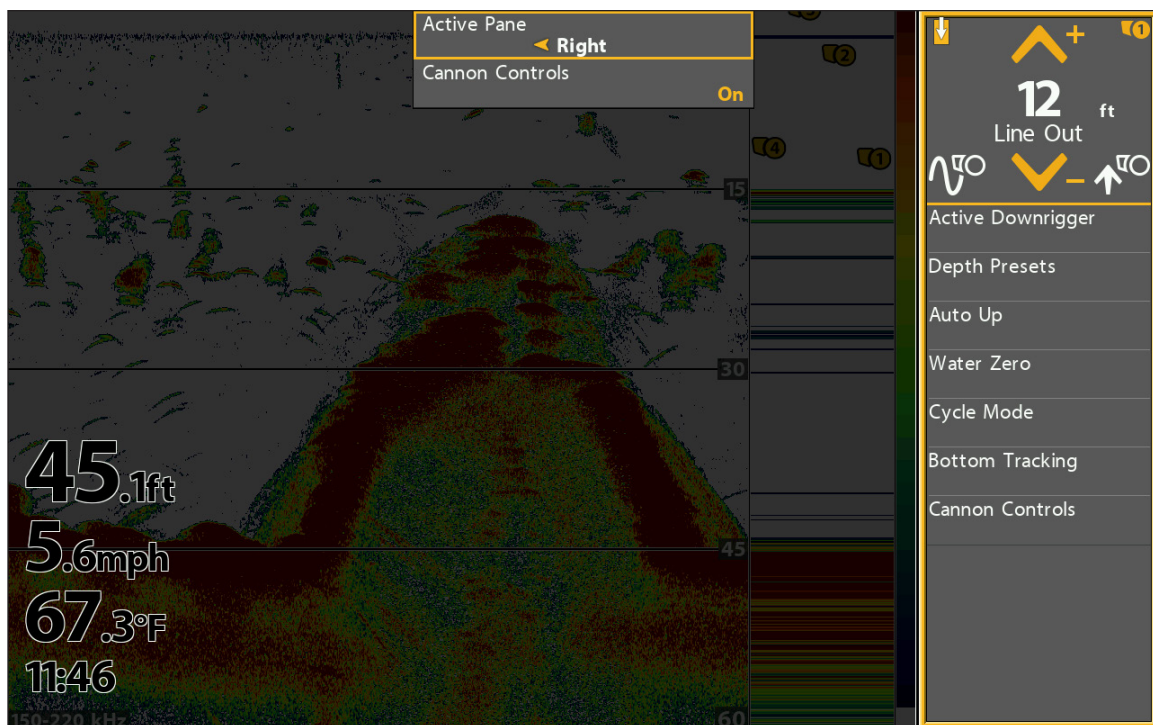 Active Pane
Right
Cannon Controls
On
3
2
4
1
15
30
45
60
45.1ft
5.6mph
67.3°F
11:46
150-220 kHz
1
+
12 ft
Line Out
–
Active Downrigger
Depth Presets
Auto Up
Water Zero
Cycle Mode
Bottom Tracking
Cannon Controls